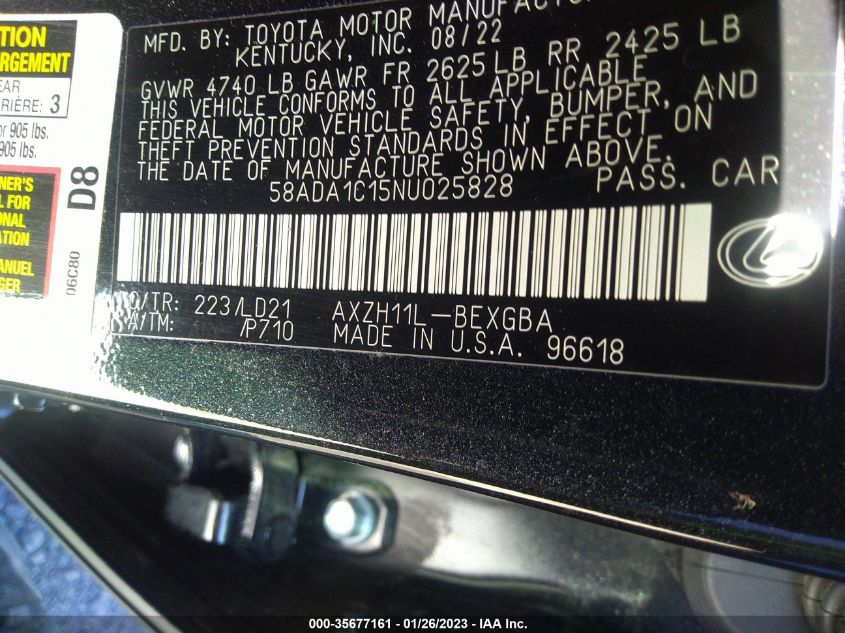 TION
RGEMENT
EAR
RIÈRE: 3
or 905 lbs.
905 lbs.
NER'S
L FOR
ONAL
ATION
ANUEL
GER
D8
06C80
MFD. BY: TOYOTA MOTOR MANUFACTUR
KENTUCKY, INC. 08/22
GVWR 4740 LB GAWR FR 2625 LB RR 2425 LB
THIS VEHICLE CONFORMS TO ALL APPLICABLE
FEDERAL MOTOR VEHICLE SAFETY, BUMPER, AND
THEFT PREVENTION STANDARDS IN EFFECT ON
THE DATE OF MANUFACTURE SHOWN ABOVE.
58ADA1C15NU025828 PASS. CAR
/TR: 223/LD21 AXZH11L-BEXGBA
A/TM: /P710 MADE IN U.S.A. 96618
000-35677161 - 01/26/2023 - IAA Inc.